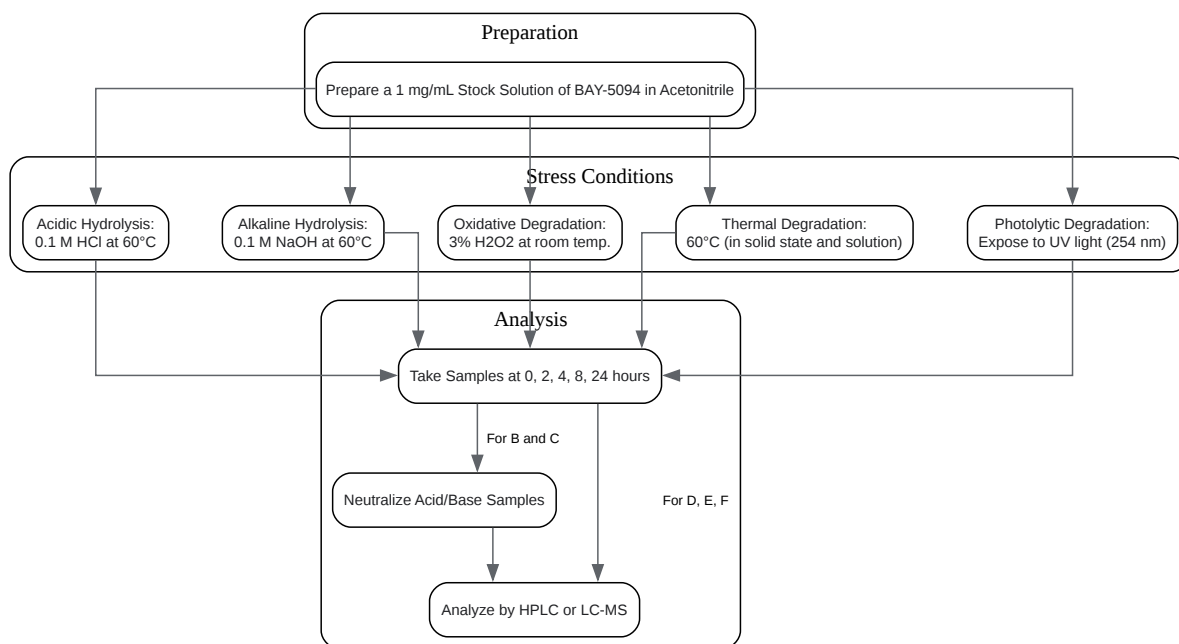 Preparation
Prepare a 1 mg/mL Stock Solution of BAY-5094 in Acetonitrile
Stress Conditions
Acidic Hydrolysis:
0.1 M HCl at 60°C
Alkaline Hydrolysis:
0.1 M NaOH at 60°C
Oxidative Degradation:
3% H2O2 at room temp.
Thermal Degradation:
60°C (in solid state and solution)
Photolytic Degradation:
Expose to UV light (254 nm)
Analysis
Take Samples at 0, 2, 4, 8, 24 hours
For B and C
Neutralize Acid/Base Samples
For D, E, F
Analyze by HPLC or LC-MS